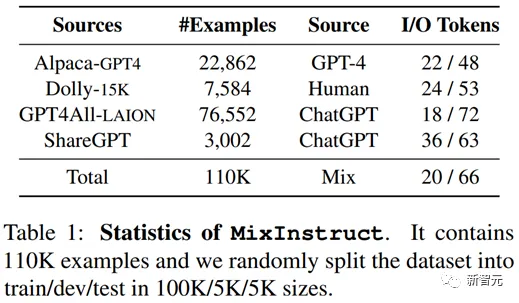 Sources #Examples Source I/O Tokens
Alpaca-GPT4 22,862 GPT-4 22 / 48
Dolly-15K 7,584 Human 24 / 53
GPT4All-LAION 76,552 ChatGPT 18 / 72
ShareGPT 3,002 ChatGPT 36 / 63
Total 110K Mix 20 / 66
Table 1: Statistics of MixInstruct. It contains
110K examples and we randomly split the dataset into
train/dev/test in 100K/5K/5K sizes.
新智元